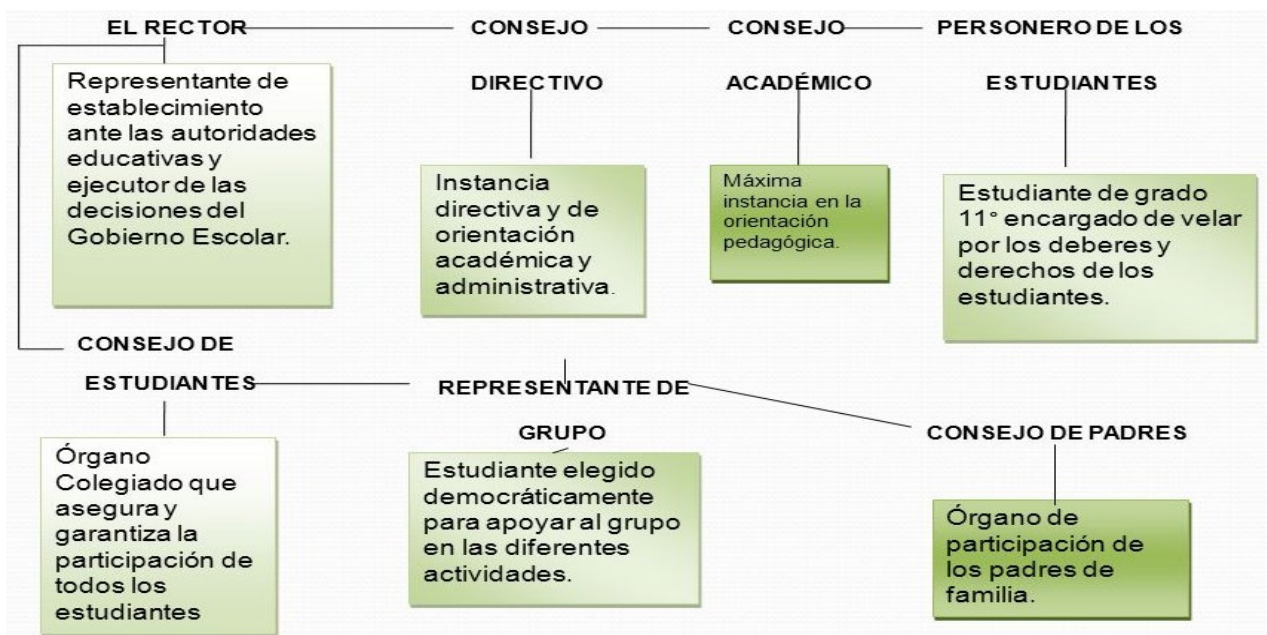 EL RECTOR
Representante de
establecimiento
ante las autoridades
educativas y
ejecutor de las
decisiones del
Gobierno Escolar.
CONSEJO
DIRECTIVO
Instancia
directiva y de
orientación
académica y
administrativa.
CONSEJO
ACADÉMICO
Máxima
instancia en la
orientación
pedagógica.
PERSONERO DE LOS
ESTUDIANTES
Estudiante de grado
11° encargado de velar
por los deberes y
derechos de los
estudiantes.
CONSEJO DE
ESTUDIANTES
Órgano
Colegiado que
asegura y
garantiza la
participación de
todos los
estudiantes
REPRESENTANTE DE
GRUPO
Estudiante elegido
democráticamente
para apoyar al grupo
en las diferentes
actividades.
CONSEJO DE PADRES
Órgano de
participación de
los padres de
familia.